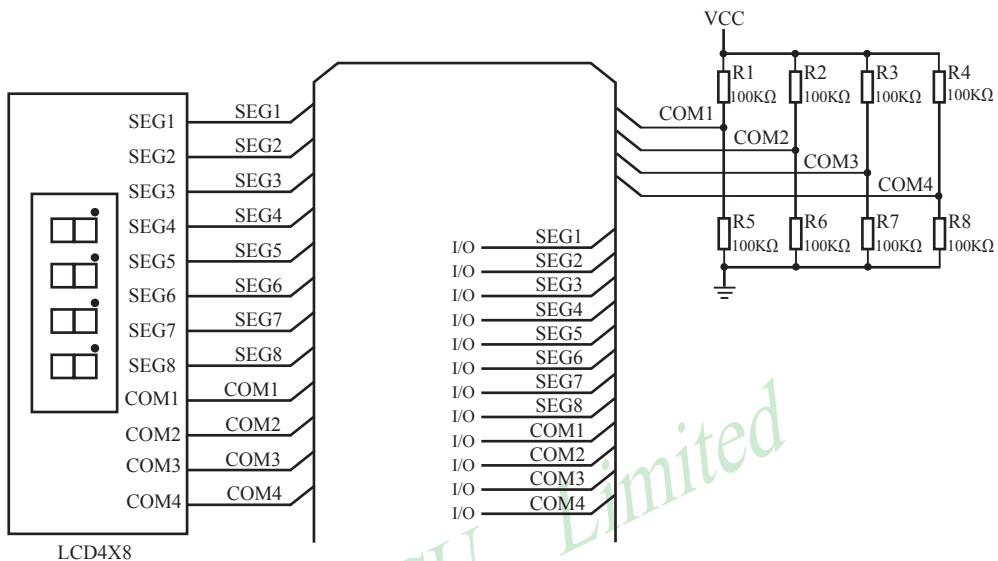 VCC
R1
100KΩ
R2
100KΩ
R3
100KΩ
R4
100KΩ
COM1
COM2
COM3
COM4
R5
100KΩ
R6
100KΩ
R7
100KΩ
R8
100KΩ
SEG1 SEG1
SEG2 SEG2
SEG3 SEG3
SEG4 SEG4
SEG5 SEG5
SEG6 SEG6
SEG7 SEG7
SEG8 SEG8
COM1 COM1
COM2 COM2
COM3 COM3
COM4 COM4
LCD4X8
I/O SEG1
I/O SEG2
I/O SEG3
I/O SEG4
I/O SEG5
I/O SEG6
I/O SEG7
I/O SEG8
I/O COM1
I/O COM2
I/O COM3
I/O COM4
Limited